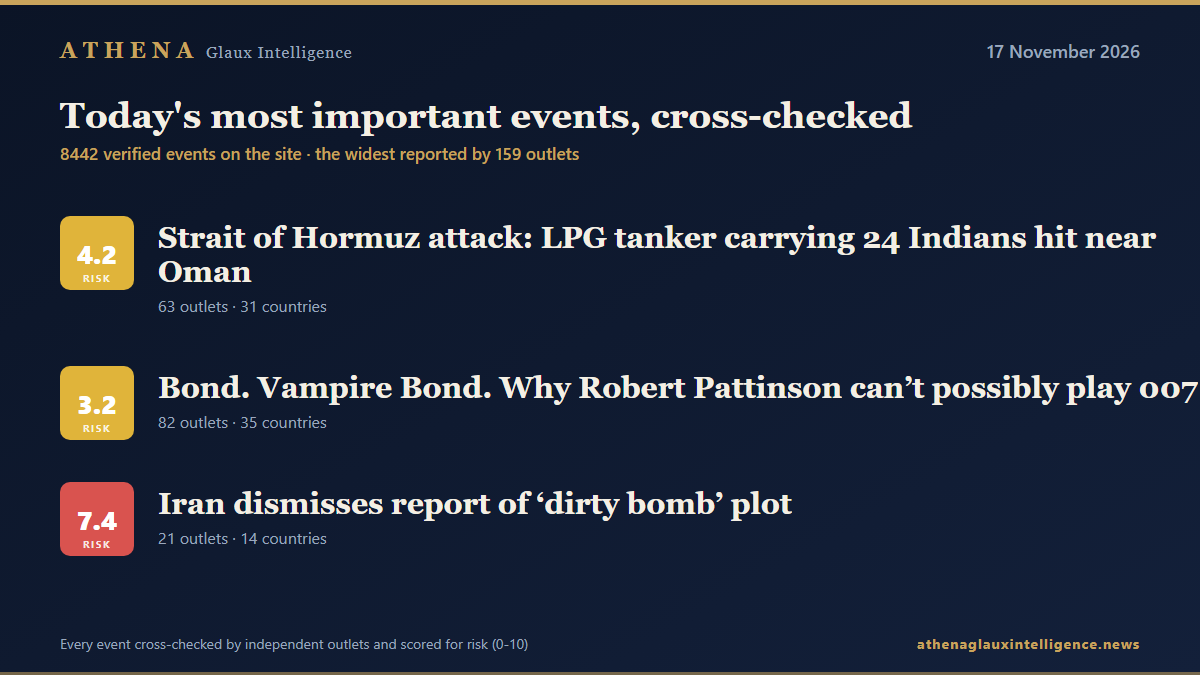 ATHENA Glaux Intelligence
17 November 2026
Today's most important events, cross-checked
8442 verified events on the site · the widest reported by 159 outlets
4.2
RISK
Strait of Hormuz attack: LPG tanker carrying 24 Indians hit near
Oman
63 outlets · 31 countries
3.2
RISK
Bond. Vampire Bond. Why Robert Pattinson can’t possibly play 007
82 outlets · 35 countries
7.4
RISK
Iran dismisses report of ‘dirty bomb’ plot
21 outlets · 14 countries
Every event cross-checked by independent outlets and scored for risk (0-10)
athenaglauxintelligence.news